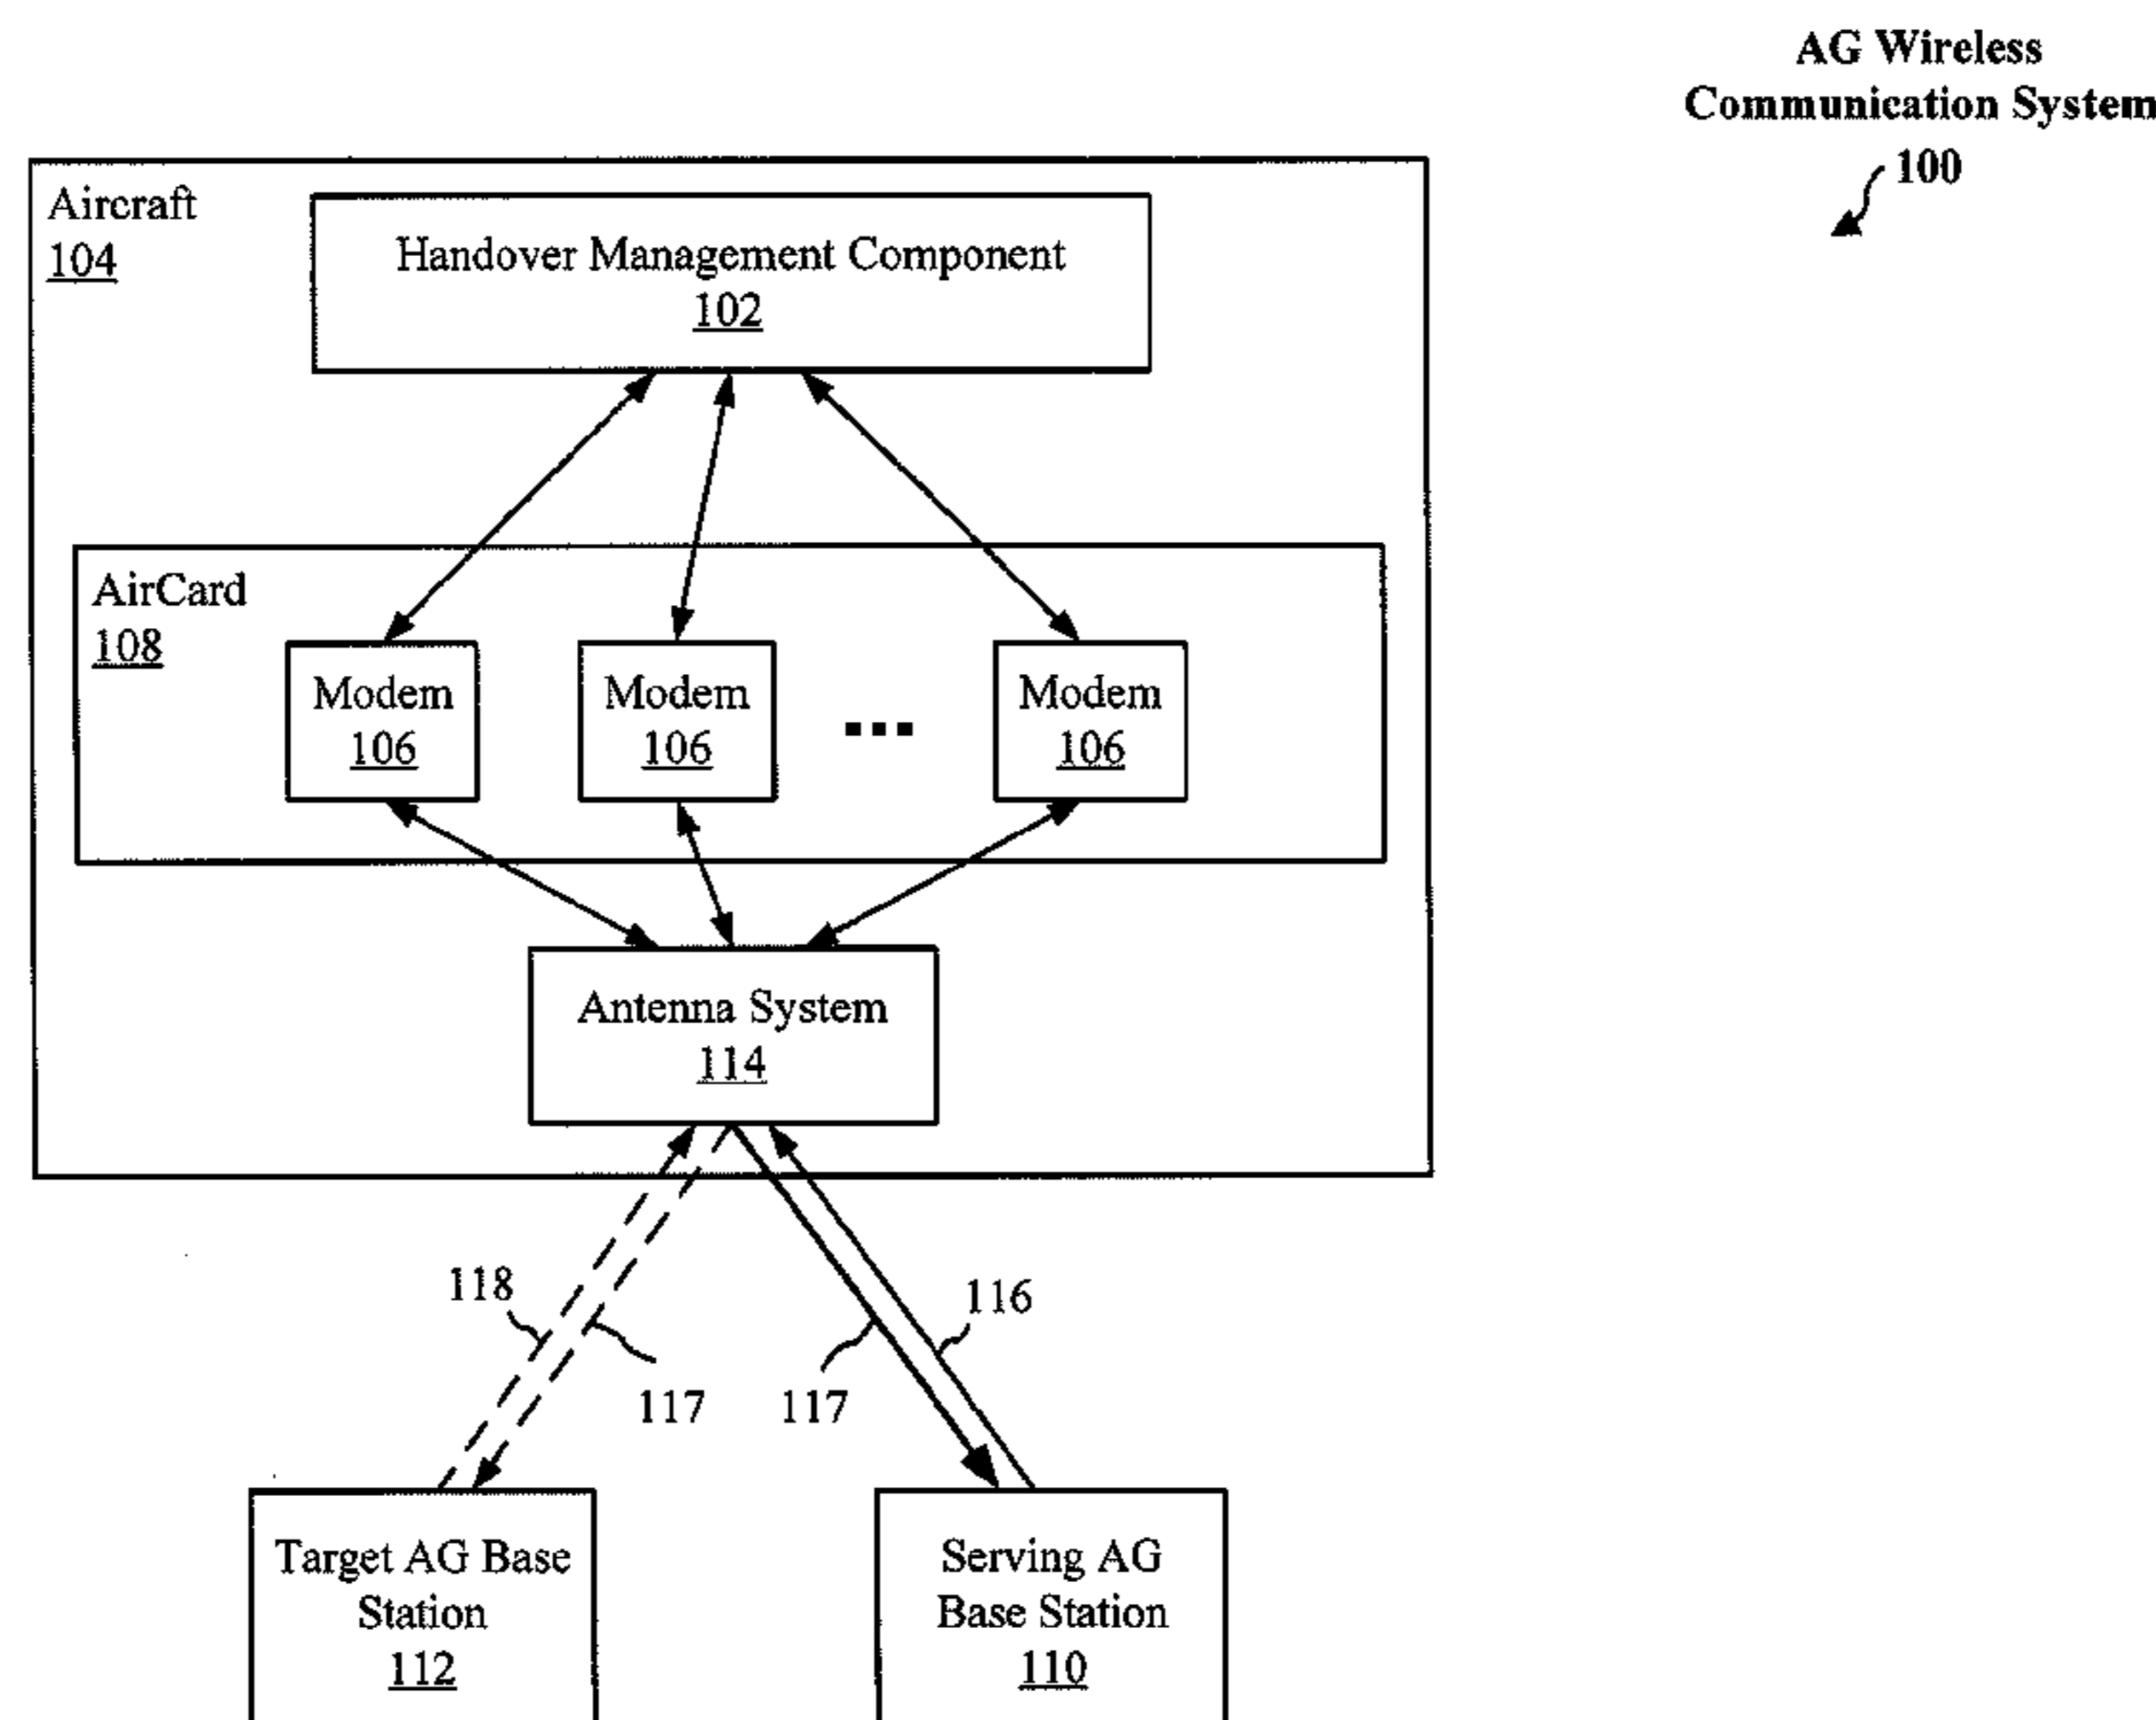 AG Wireless
Communication System
100
Aircraft
104
Handover Management Component
102
AirCard
108
Modem
106
Modem
106
Modem
106
Antenna System
114
118
117
117
116
Target AG Base
Station
112
Serving AG
Base Station
110